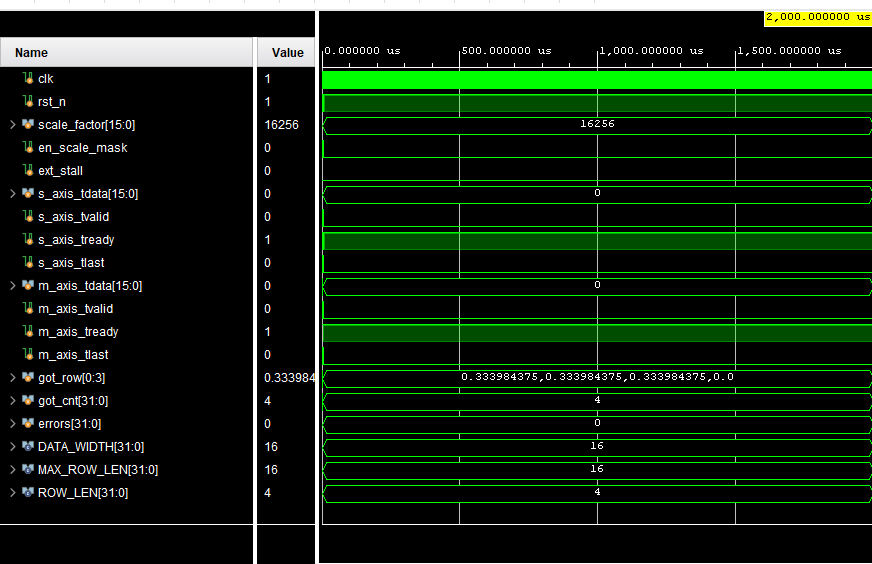 2,000.000000 us
Name Value 0.000000 us 500.000000 us 1,000.000000 us 1,500.000000 us
clk 1
rst_n 1
scale_factor[15:0] 16256 16256
en_scale_mask 0
ext_stall 0
s_axis_tdata[15:0] 0 0
s_axis_tvalid 0
s_axis_tready 1
s_axis_tlast 0
m_axis_tdata[15:0] 0 0
m_axis_tvalid 0
m_axis_tready 1
m_axis_tlast 0
got_row[0:3] 0.333984 0.333984375,0.333984375,0.333984375,0.0
got_cnt[31:0] 4 4
errors[31:0] 0 0
DATA_WIDTH[31:0] 16 16
MAX_ROW_LEN[31:0] 16 16
ROW_LEN[31:0] 4 4